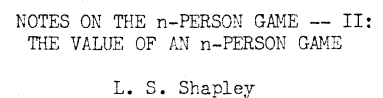 NOTES ON THE n-PERSON GAME -- II:
THE VALUE OF AN n-PERSON GAME
L. S. Shapley